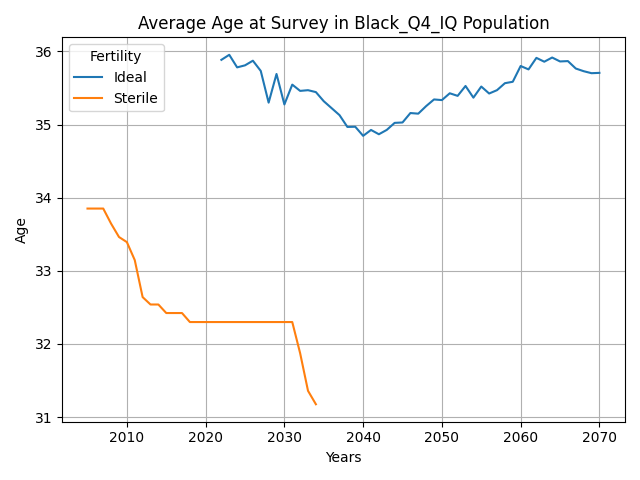 Average Age at Survey in Black_Q4_IQ Population
Fertility
Ideal
Sterile
36
35
34
33
32
31
Age
2010 2020 2030 2040 2050 2060 2070
Years